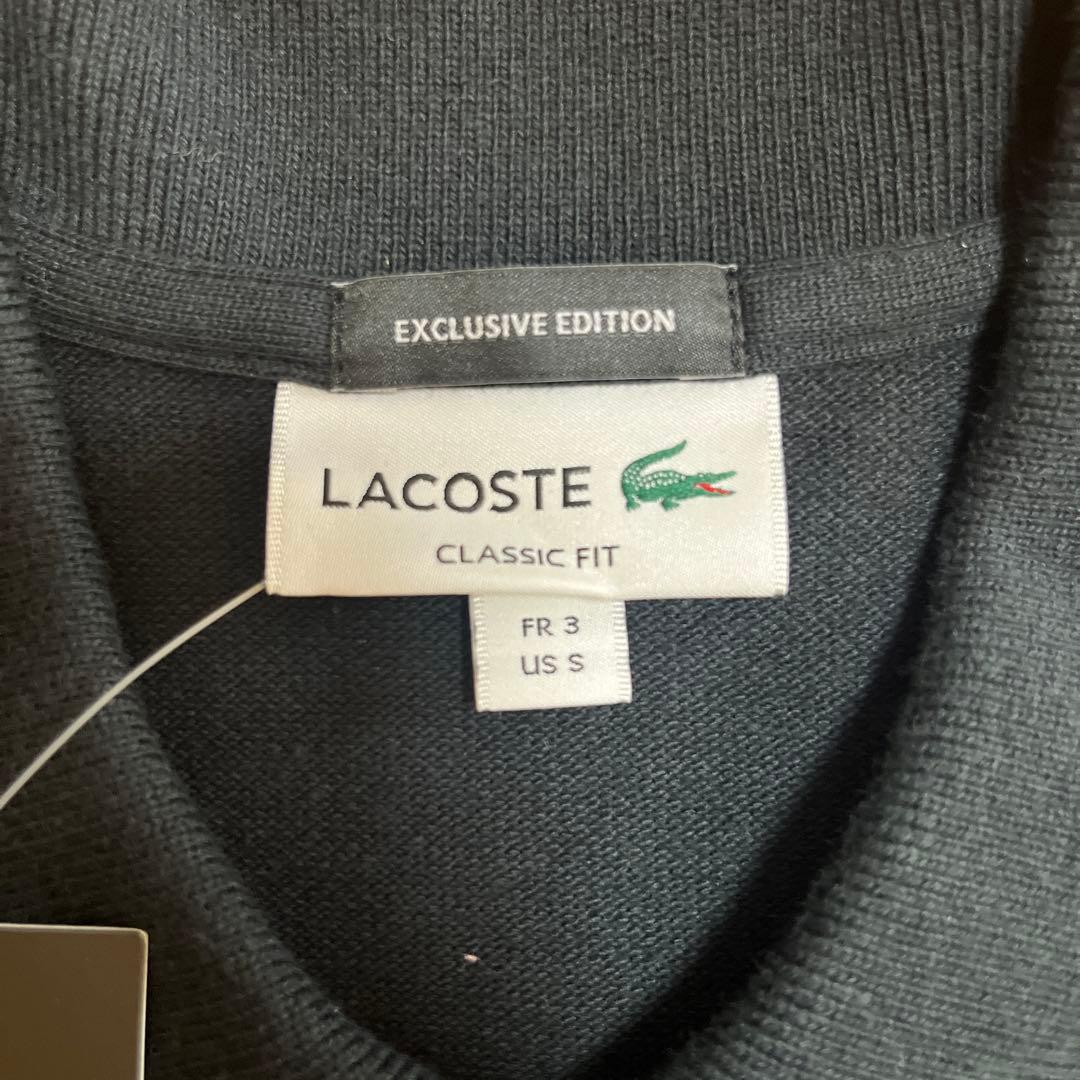 EXCLUSIVE EDITION
LACOSTE
CLASSIC FIT
FR 3
US S